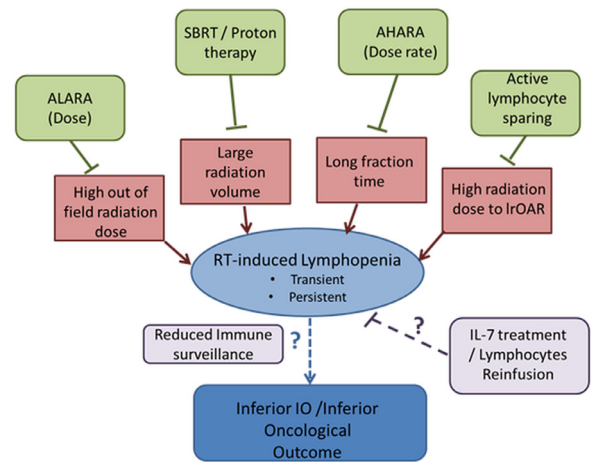 SBRT / Proton
therapy
AHARA
(Dose rate)
ALARA
(Dose)
Active
lymphocyte
sparing
High out of
field radiation
dose
Large
radiation
volume
Long fraction
time
High radiation
dose to lrOAR
RT-induced Lymphopenia
• Transient
• Persistent
Reduced Immune
surveillance
?
?
IL-7 treatment
/ Lymphocytes
Reinfusion
Inferior IO /Inferior
Oncological
Outcome